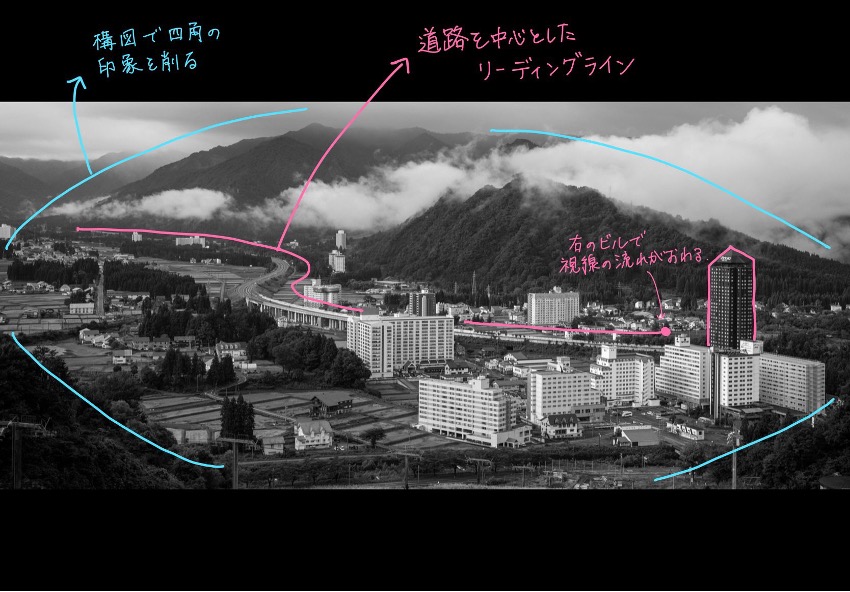 構図で四角の
印象を削る
道路を中心とした
リーディングライン
右のビルで
視線の流れがおわる